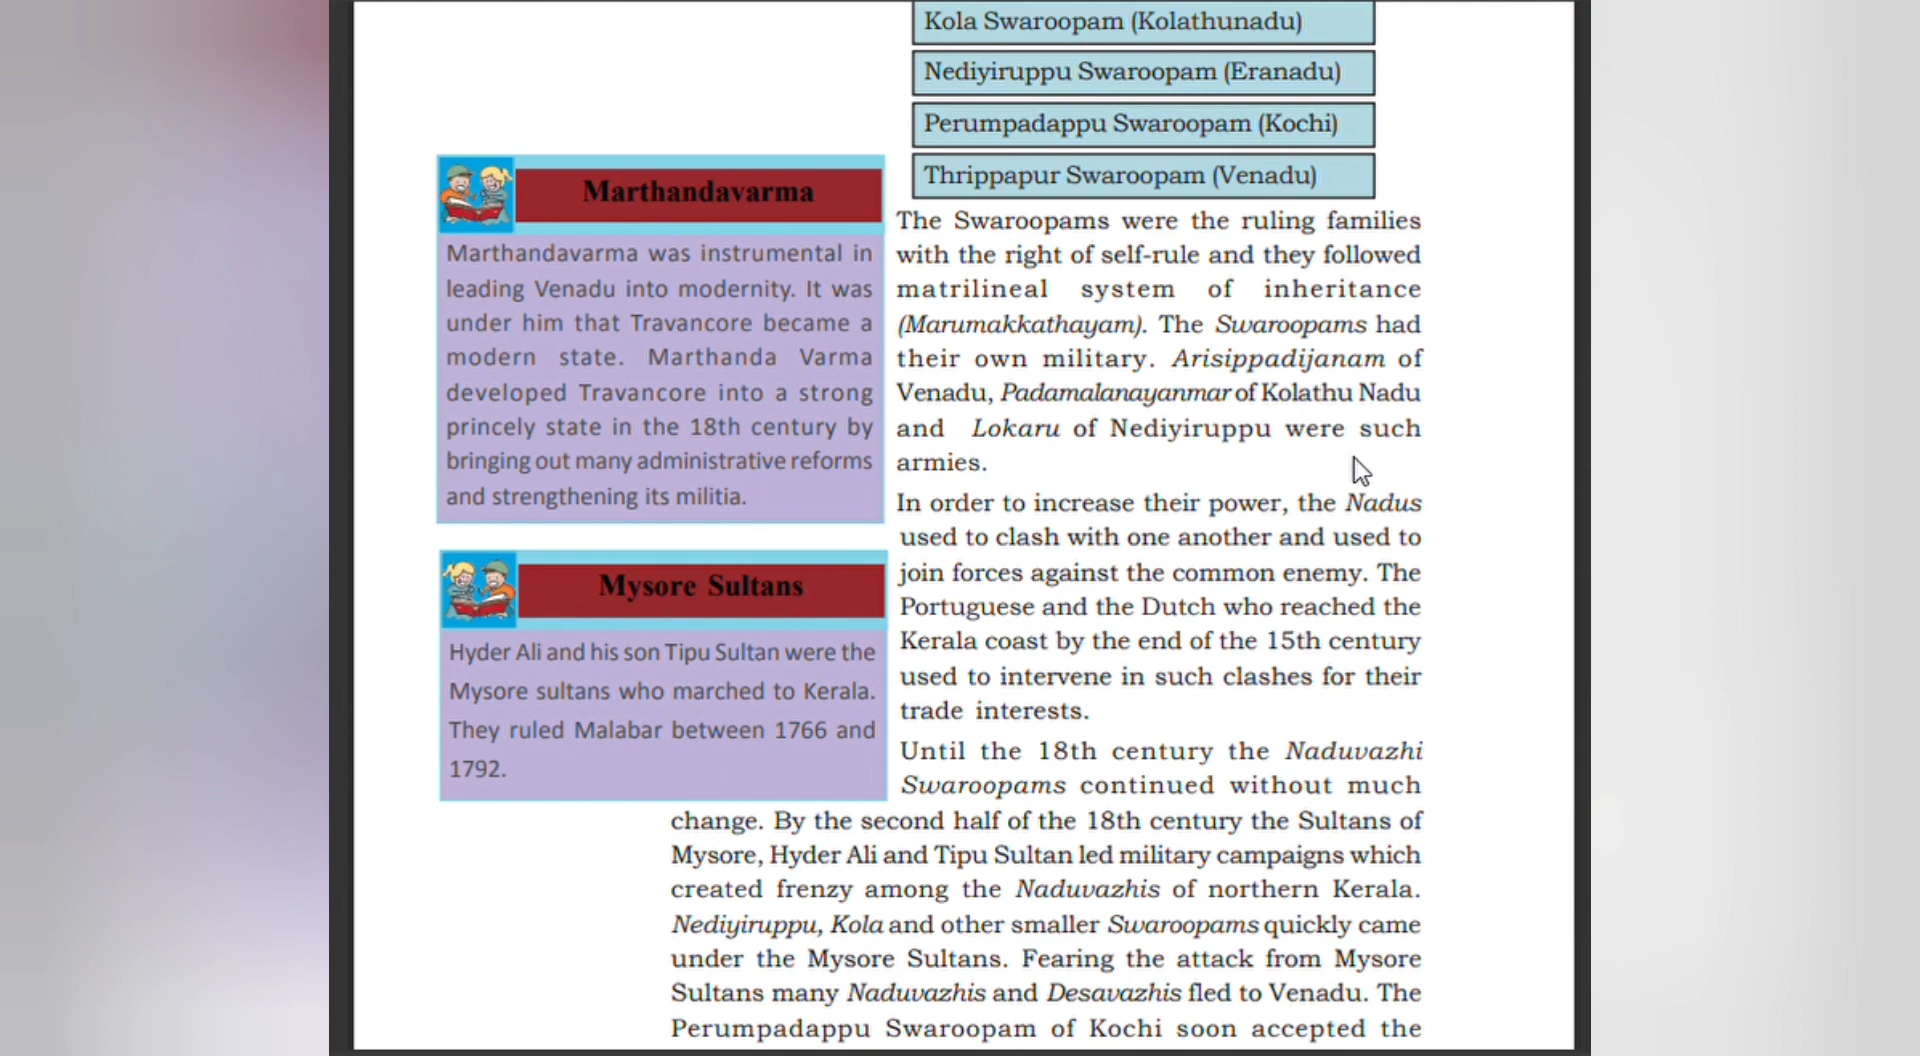 Kola Swaroopam (Kolathunadu)
Nediyiruppu Swaroopam (Eranadu)
Perumpadappu Swaroopam (Kochi)
Thrippapur Swaroopam (Venadu)
Marthandavarma
Marthandavarma was instrumental in
leading Venadu into modernity. It was
under him that Travancore became a
modern state. Marthanda Varma
developed Travancore into a strong
princely state in the 18th century by
bringing out many administrative reforms
and strengthening its militia.
Mysore Sultans
Hyder Ali and his son Tipu Sultan were the
Mysore sultans who marched to Kerala.
They ruled Malabar between 1766 and
1792.
The Swaroopams were the ruling families
with the right of self-rule and they followed
matrilineal system of inheritance
(Marumakkathayam). The Swaroopams had
their own military. Arisippadijanam of
Venadu, Padamalanayanmar of Kolathu Nadu
and Lokaru of Nediyiruppu were such
armies.
In order to increase their power, the Nadus
used to clash with one another and used to
join forces against the common enemy. The
Portuguese and the Dutch who reached the
Kerala coast by the end of the 15th century
used to intervene in such clashes for their
trade interests.
Until the 18th century the Naduvazhi
Swaroopams continued without much
change. By the second half of the 18th century the Sultans of
Mysore, Hyder Ali and Tipu Sultan led military campaigns which
created frenzy among the Naduvazhis of northern Kerala.
Nediyiruppu, Kola and other smaller Swaroopams quickly came
under the Mysore Sultans. Fearing the attack from Mysore
Sultans many Naduvazhis and Desavazhis fled to Venadu. The
Perumpadappu Swaroopam of Kochi soon accepted the